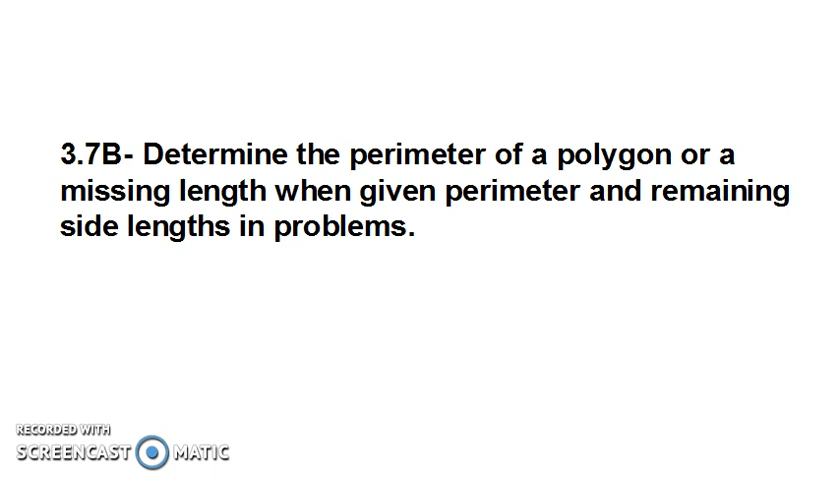 3.7B- Determine the perimeter of a polygon or a
missing length when given perimeter and remaining
side lengths in problems.
RECORDED WITH
SCREENCAST MATIC